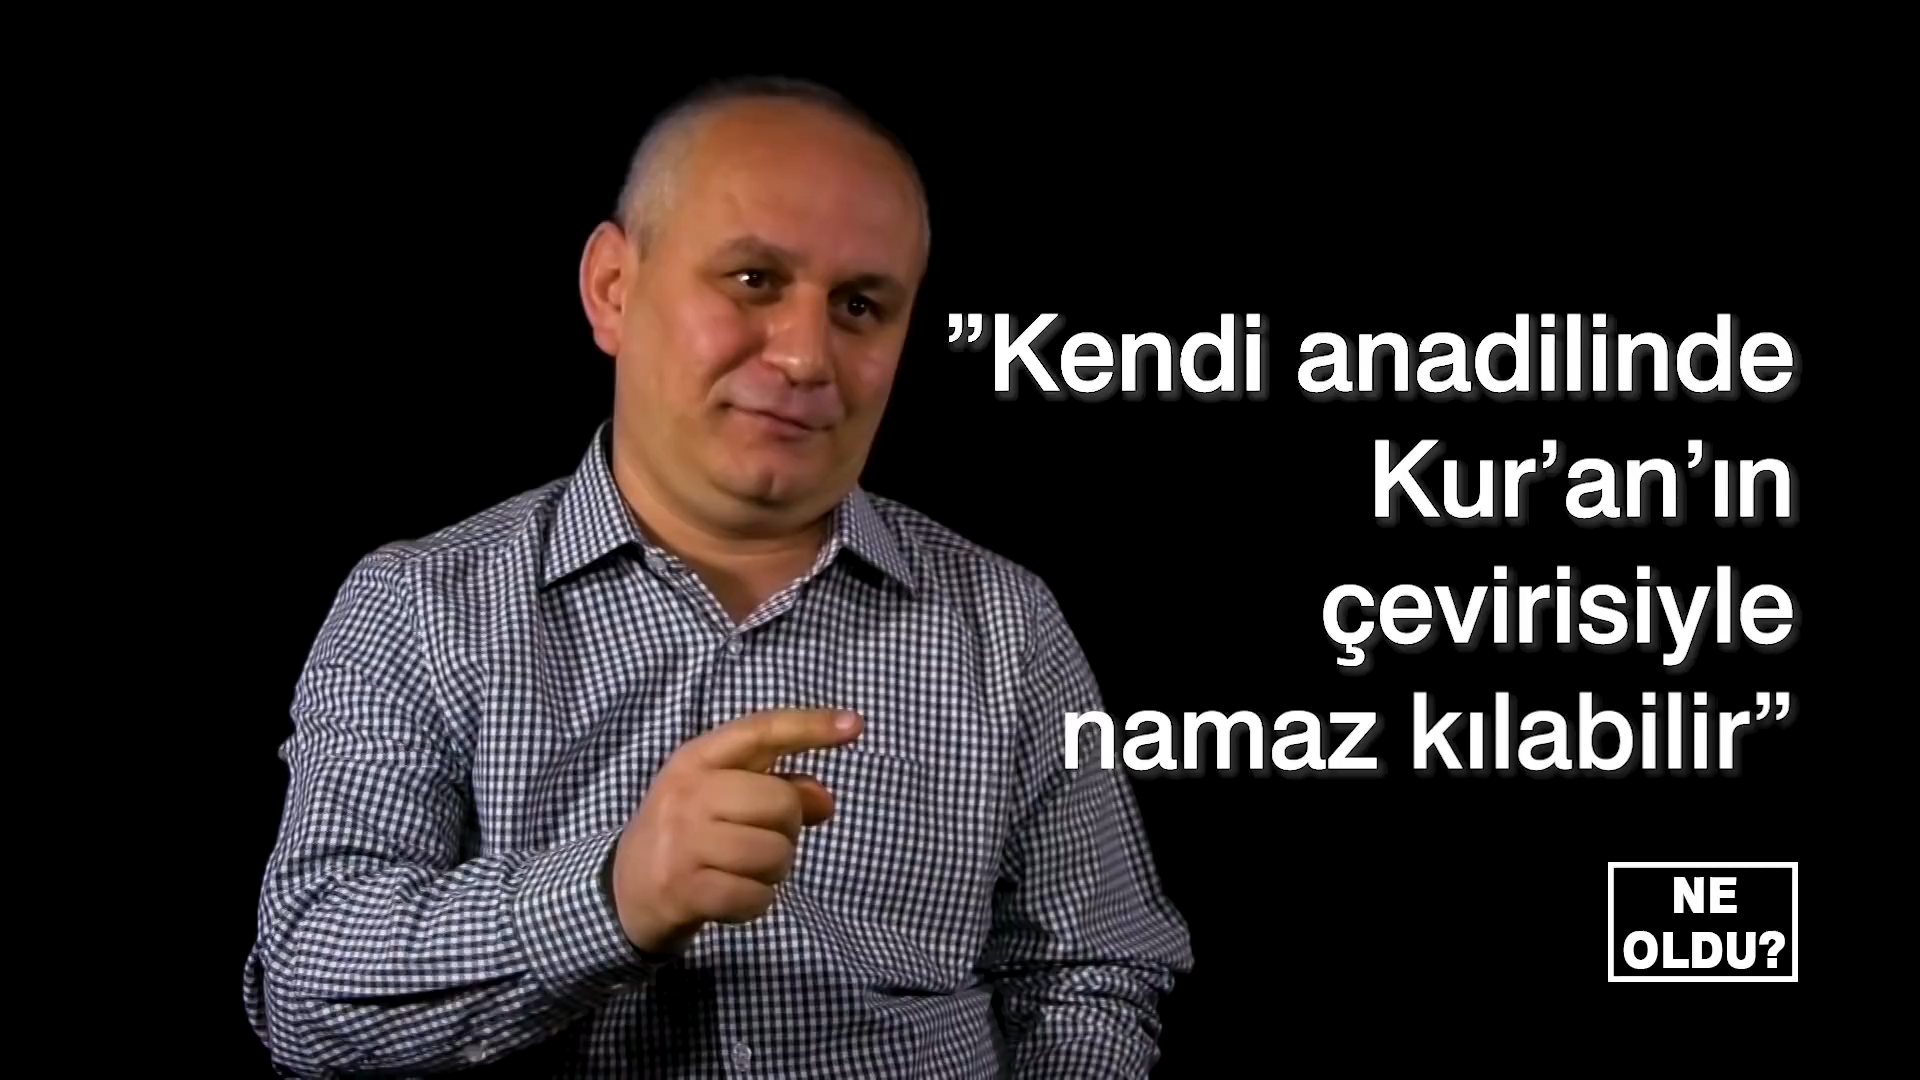 ”Kendi anadilinde
Kur’an’ın
çevirisiyle
namaz kılabilir”
NE
OLDU?